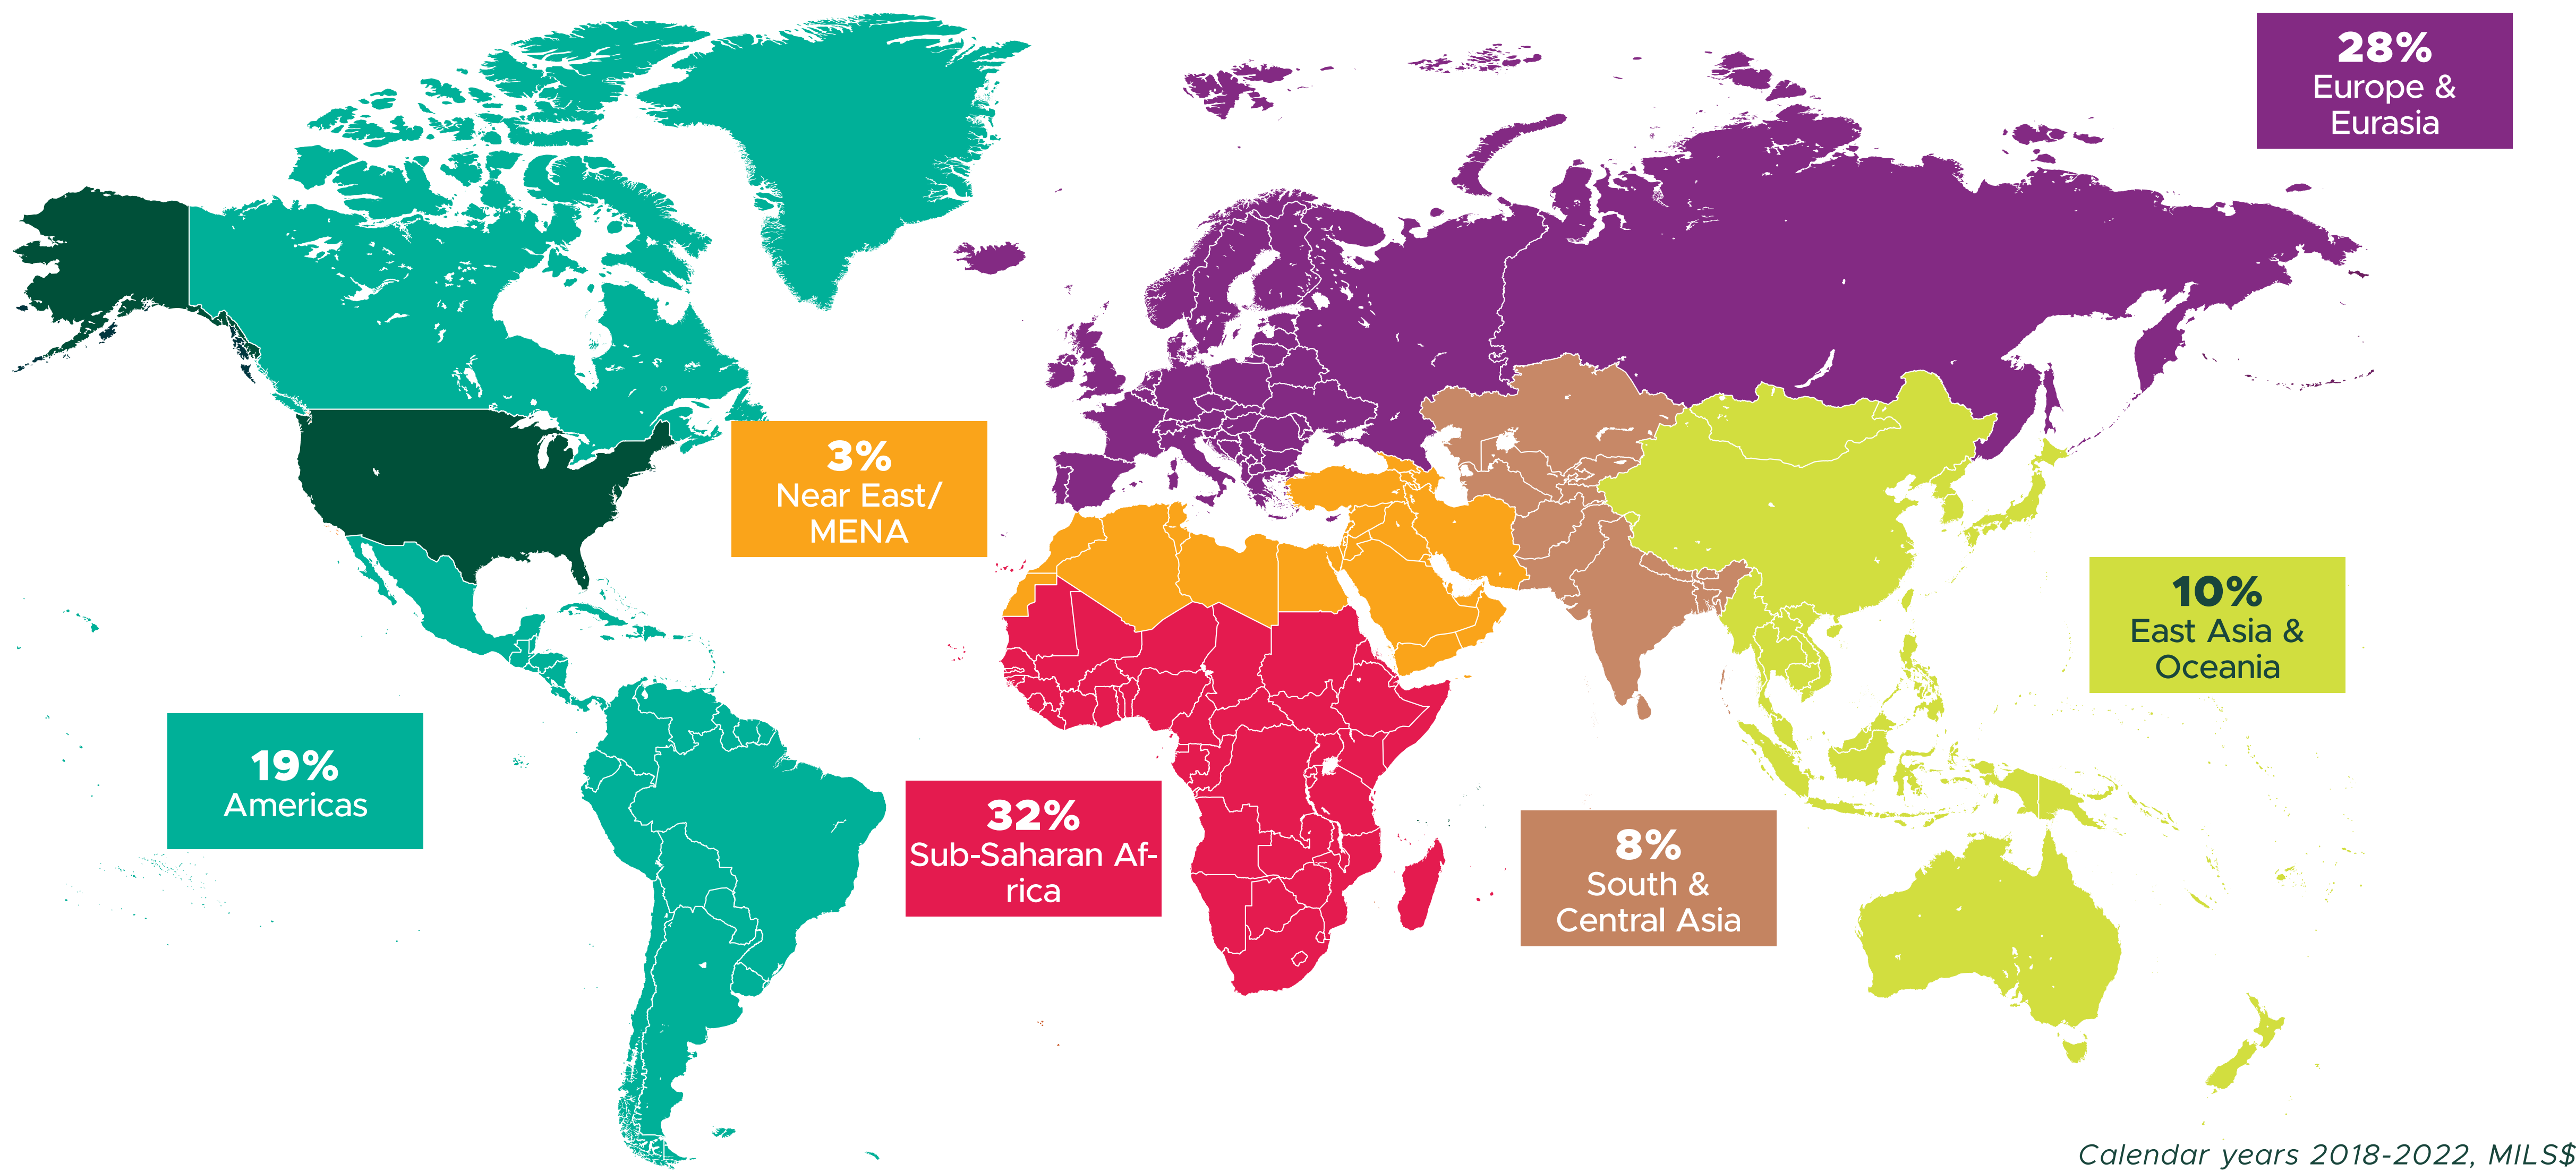 28%
Europe &
Eurasia
3%
Near East/
MENA
10%
East Asia &
Oceania
19%
Americas
32%
Sub-Saharan Af-
rica
8%
South &
Central Asia
Calendar years 2018-2022, MILS$